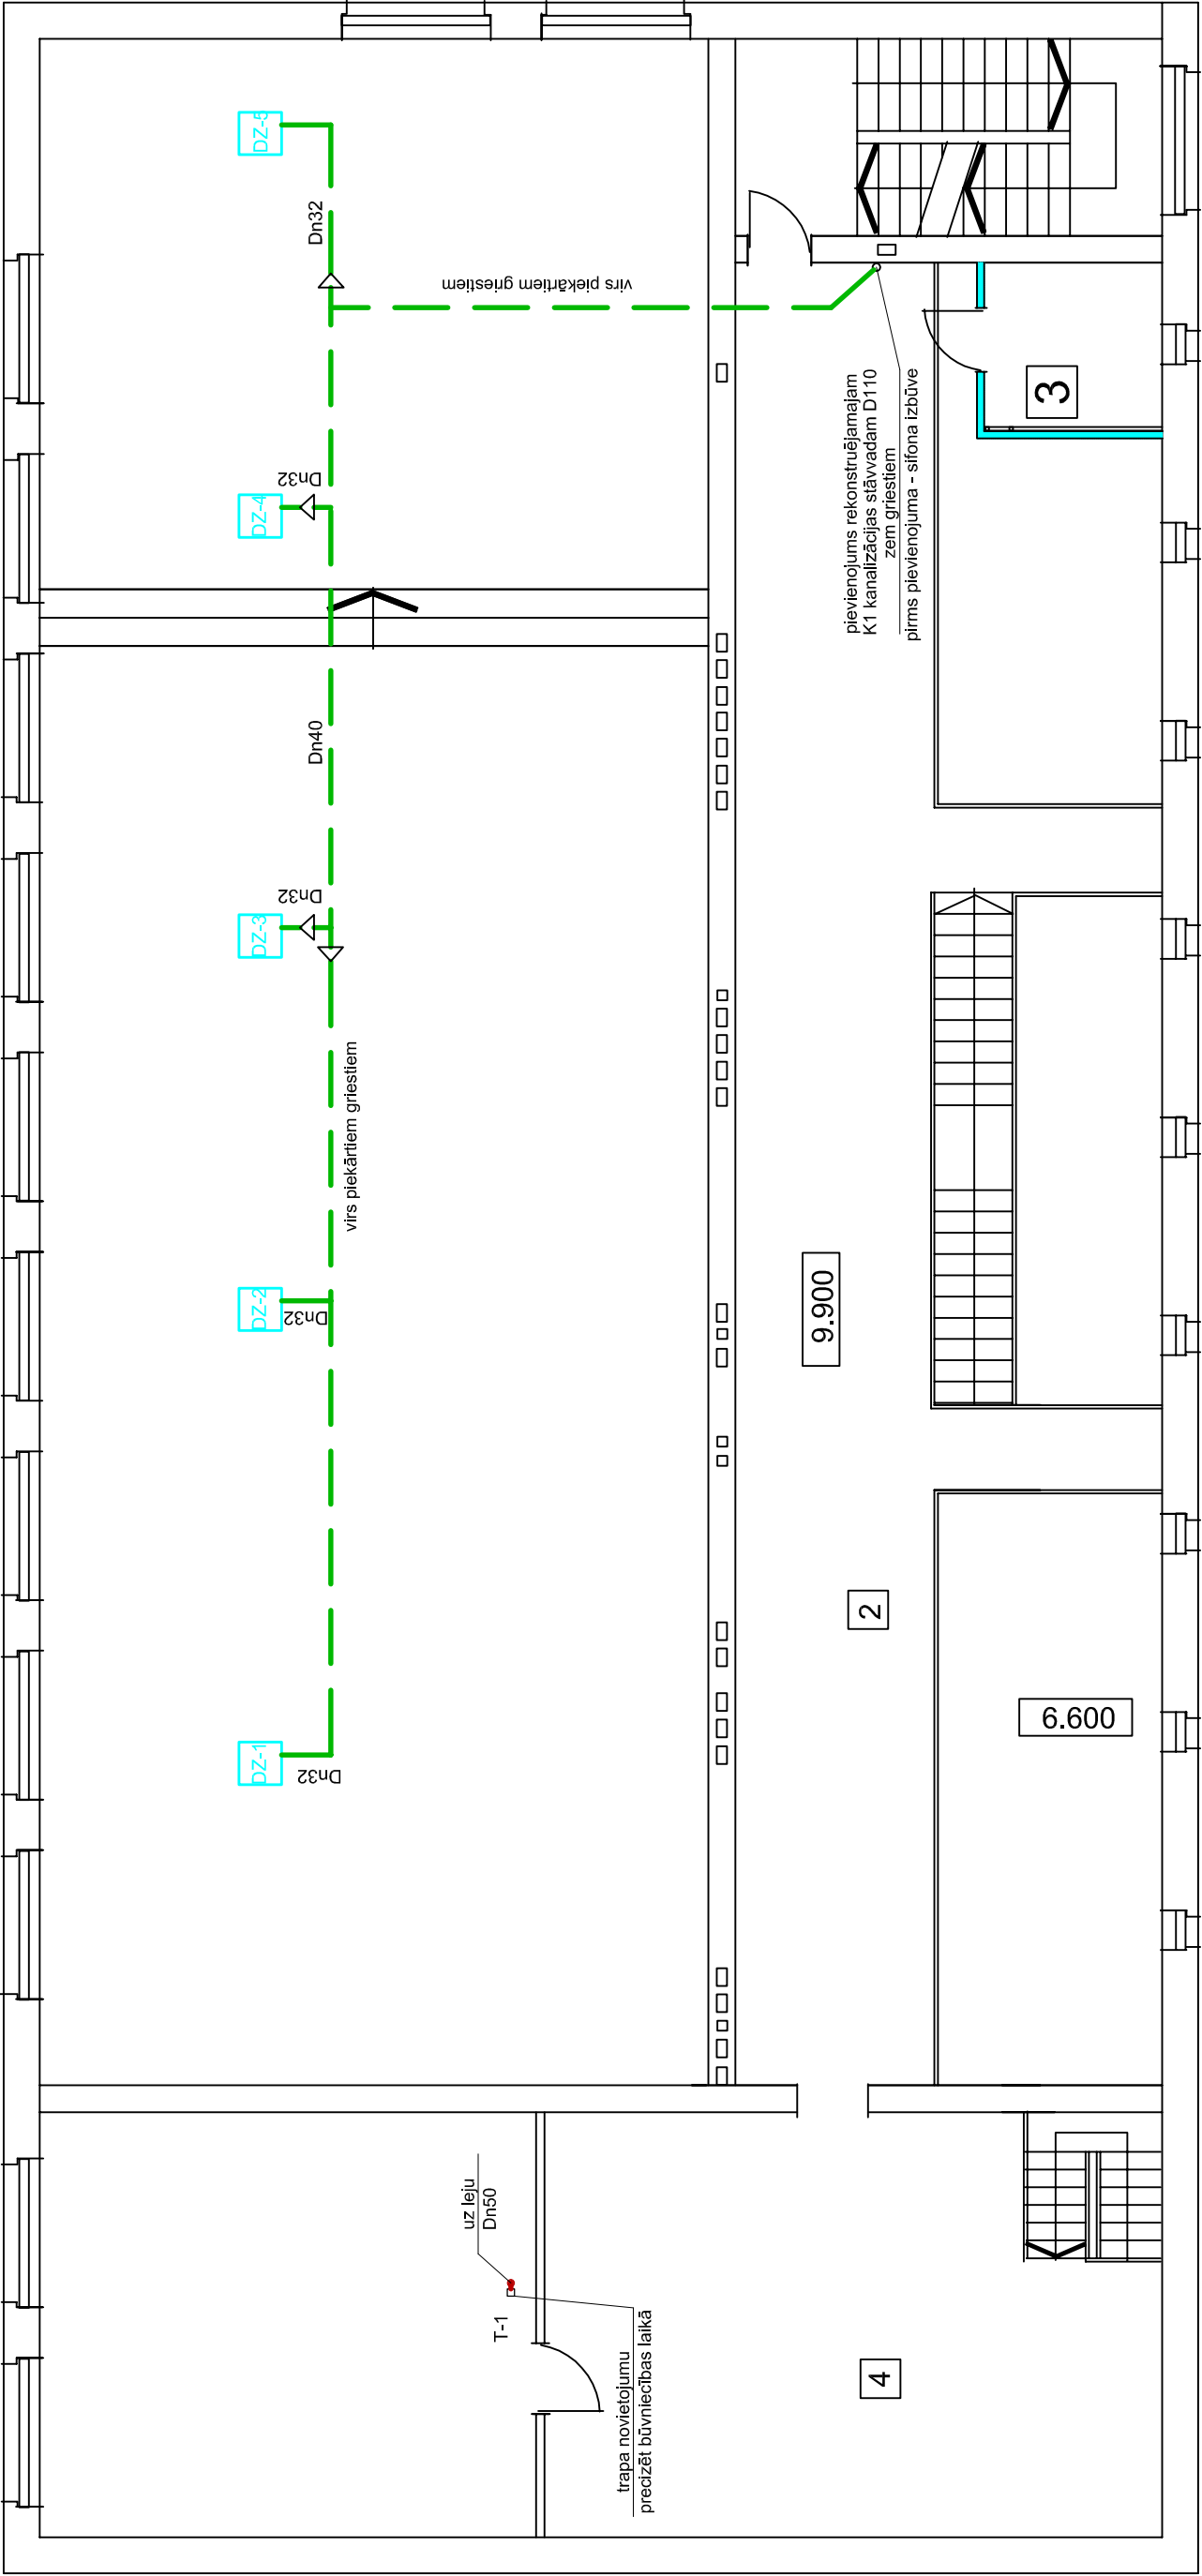 DZ-5
Dn32
virs piekārtiem griestiem
DZ-4
Dn32
pievienojums rekonstruējamajam
K1 kanalizācijas stāvvadam D110
zem griestiem
pirms pievienojuma - sifona izbūve
3
Dn40
DZ-3
Dn32
virs piekārtiem griestiem
DZ-2
Dn32
9.900
2
6.600
DZ-1
Dn32
uz leju
Dn50
T-1
trapa novietojumu
precizēt būvniecības laikā
4